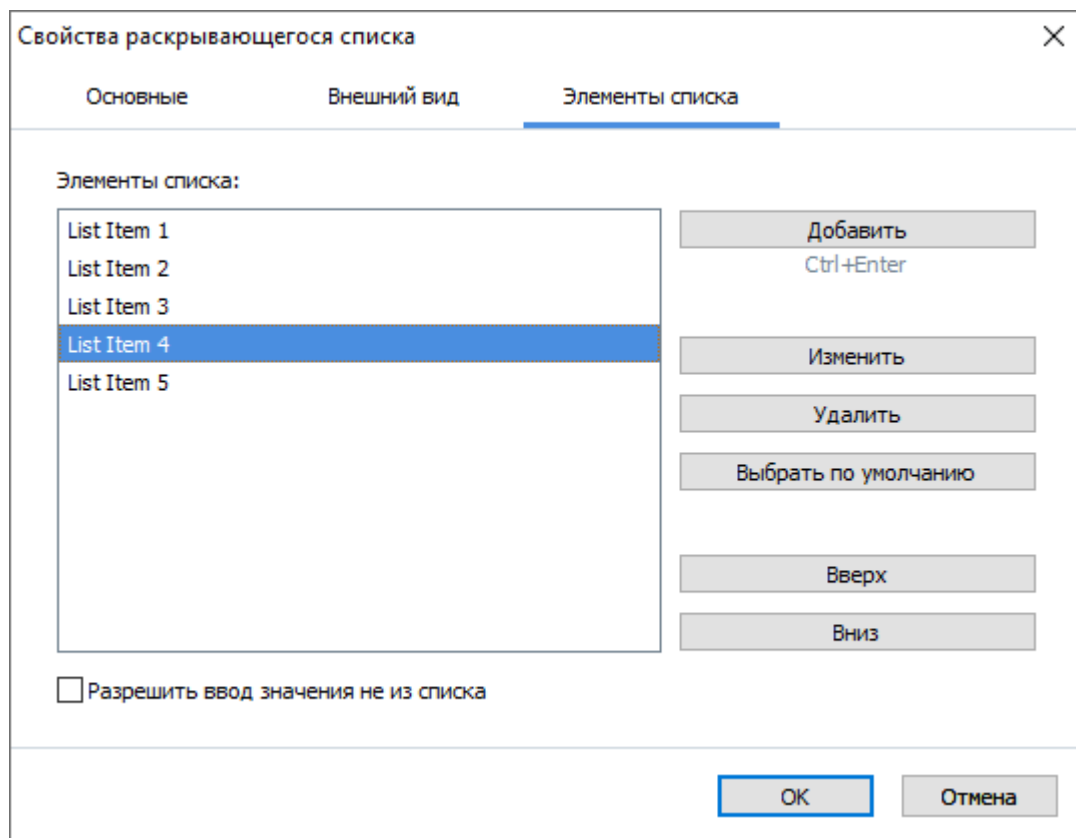 Свойства раскрывающегося списка
Основные Внешний вид Элементы списка
Элементы списка:
List Item 1
List Item 2
List Item 3
List Item 4
List Item 5
Добавить
Ctrl+Enter
Изменить
Удалить
Выбрать по умолчанию
Вверх
Вниз
Разрешить ввод значения не из списка
OK Отмена